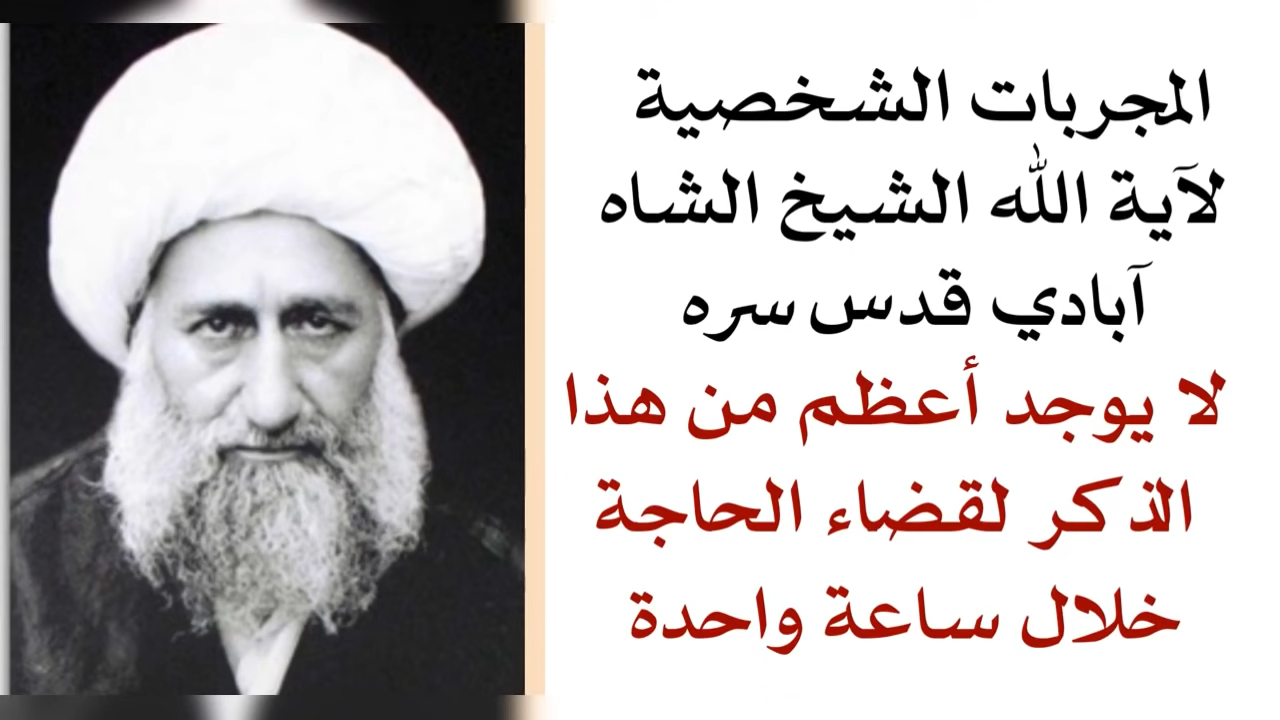 المجربات الشخصية
لآية الله الشيخ الشاه
آبادي قدس سره
لا يوجد أعظم من هذا
الذكر لقضاء الحاجة
خلال ساعة واحدة